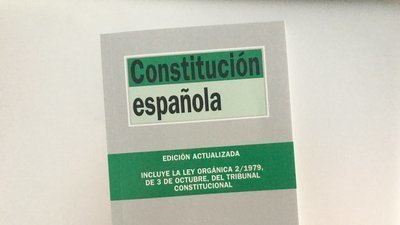 Constitución
española
EDICIÓN ACTUALIZADA
INCLUYE LA LEY ORGÁNICA 2/1979,
DE 3 DE OCTUBRE, DEL TRIBUNAL
CONSTITUCIONAL